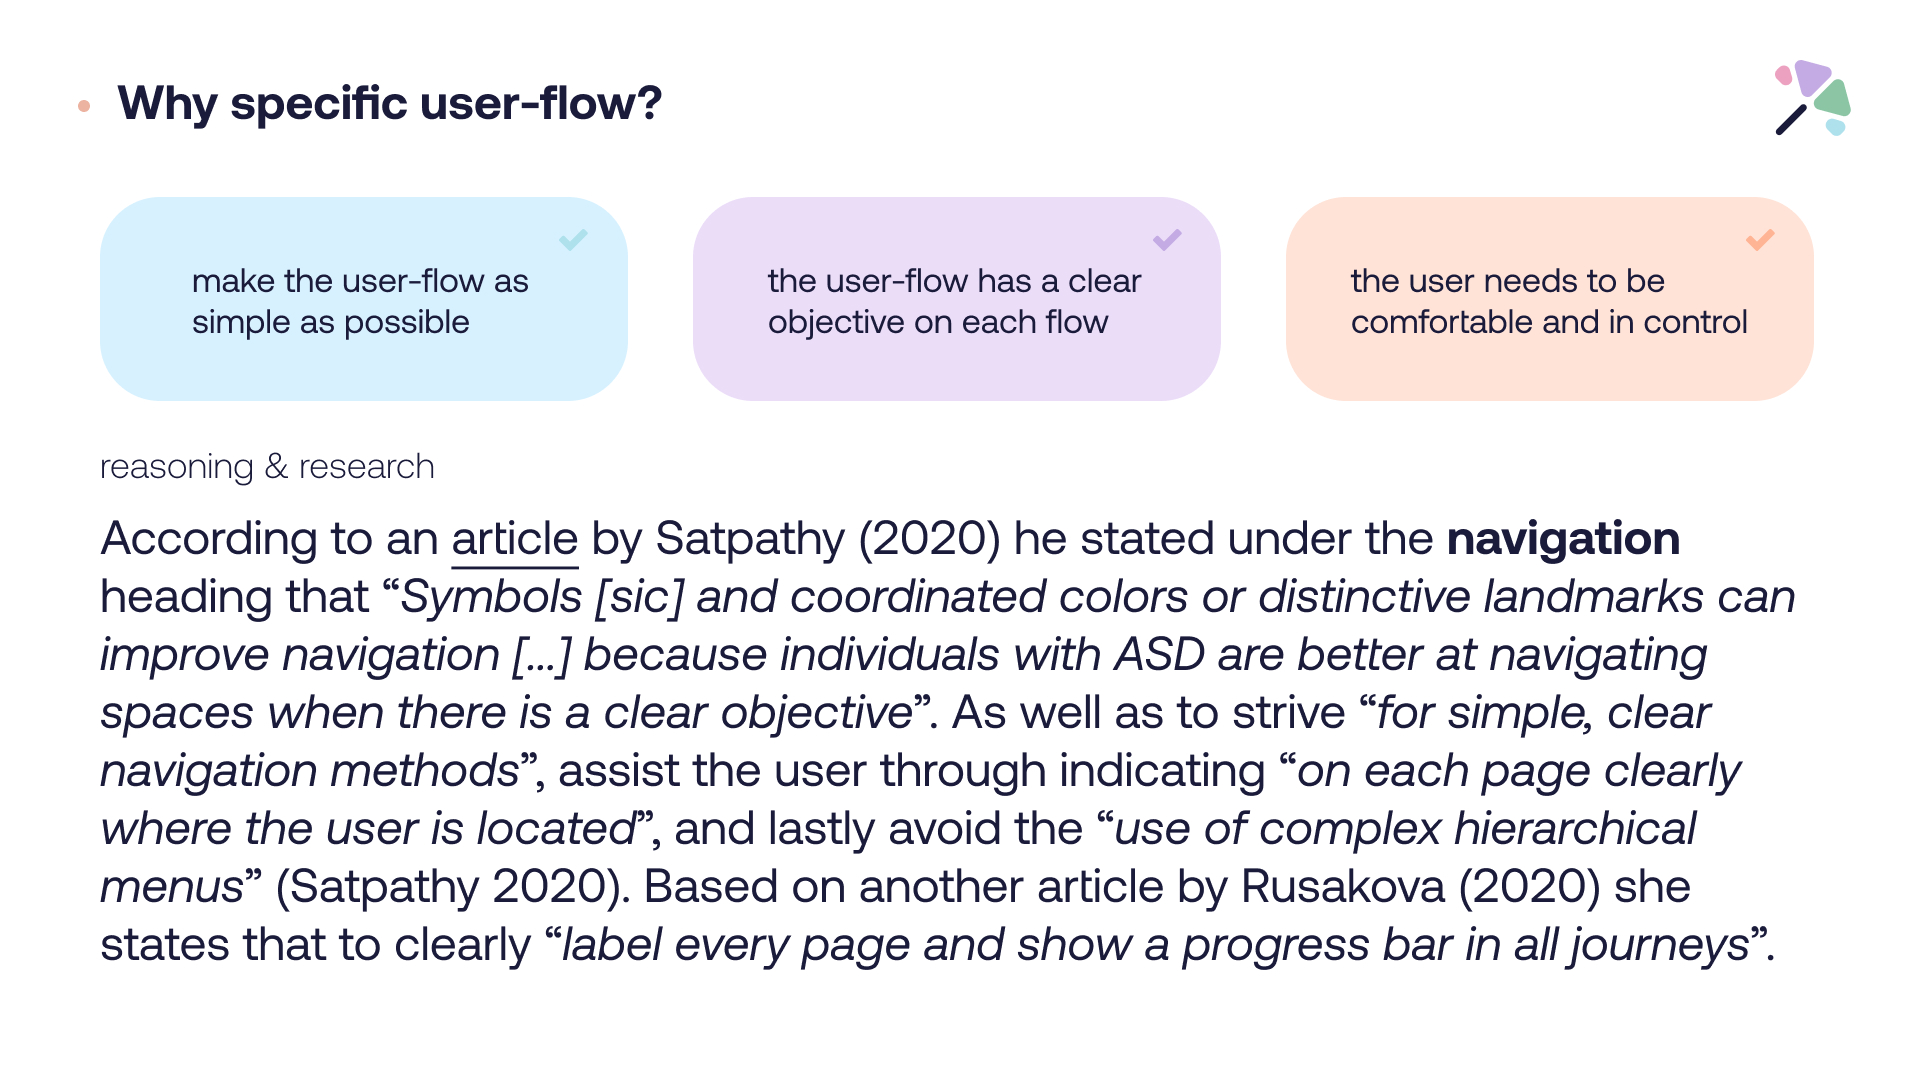 Why specific user-flow?
make the user-flow as
simple as possible
the user-flow has a clear
objective on each flow
the user needs to be
comfortable and in control
reasoning & research
According to an article by Satpathy (2020) he stated under the navigation
heading that “Symbols [sic] and coordinated colors or distinctive landmarks can
improve navigation [...] because individuals with ASD are better at navigating
spaces when there is a clear objective”. As well as to strive “for simple, clear
navigation methods”, assist the user through indicating “on each page clearly
where the user is located”, and lastly avoid the “use of complex hierarchical
menus” (Satpathy 2020). Based on another article by Rusakova (2020) she
states that to clearly “label every page and show a progress bar in all journeys”.